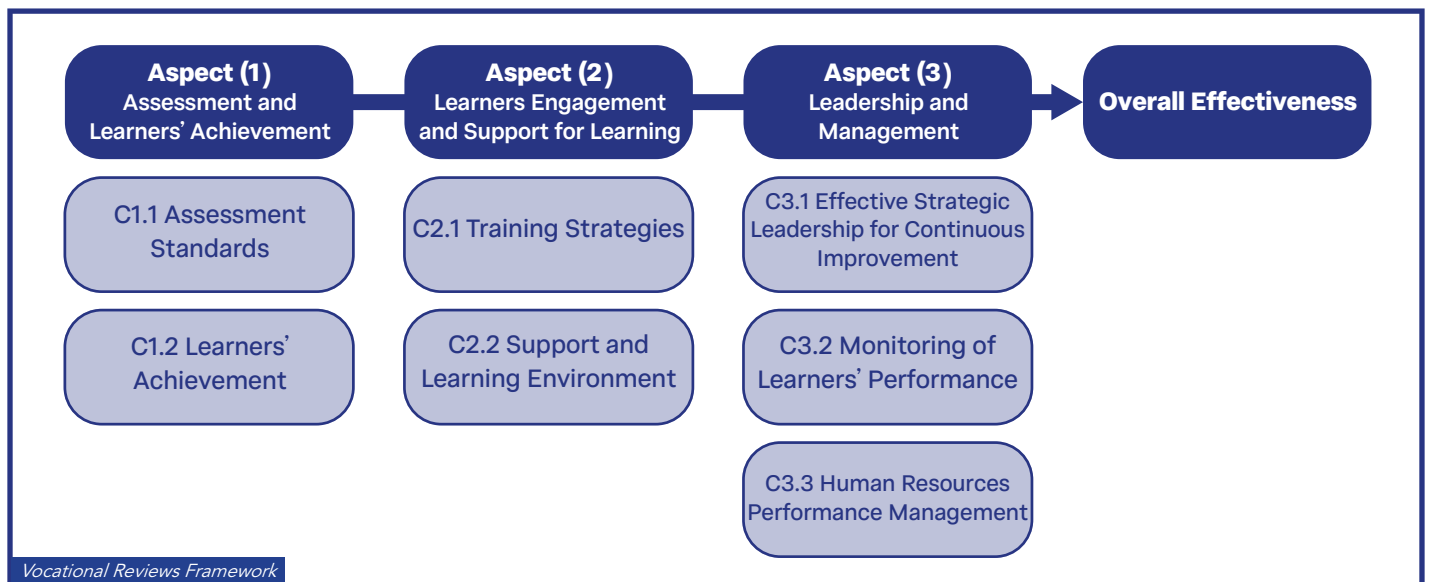 Aspect (1)
Assessment and
Learners' Achievement
Aspect (2)
Learners Engagement
and Support for Learning
Aspect (3)
Leadership and
Management
Overall Effectiveness
C1.1 Assessment
Standards
C1.2 Learners'
Achievement
C2.1 Training Strategies
C2.2 Support and
Learning Environment
C3.1 Effective Strategic
Leadership for Continuous
Improvement
C3.2 Monitoring of
Learners' Performance
C3.3 Human Resources
Performance Management
Vocational Reviews Framework